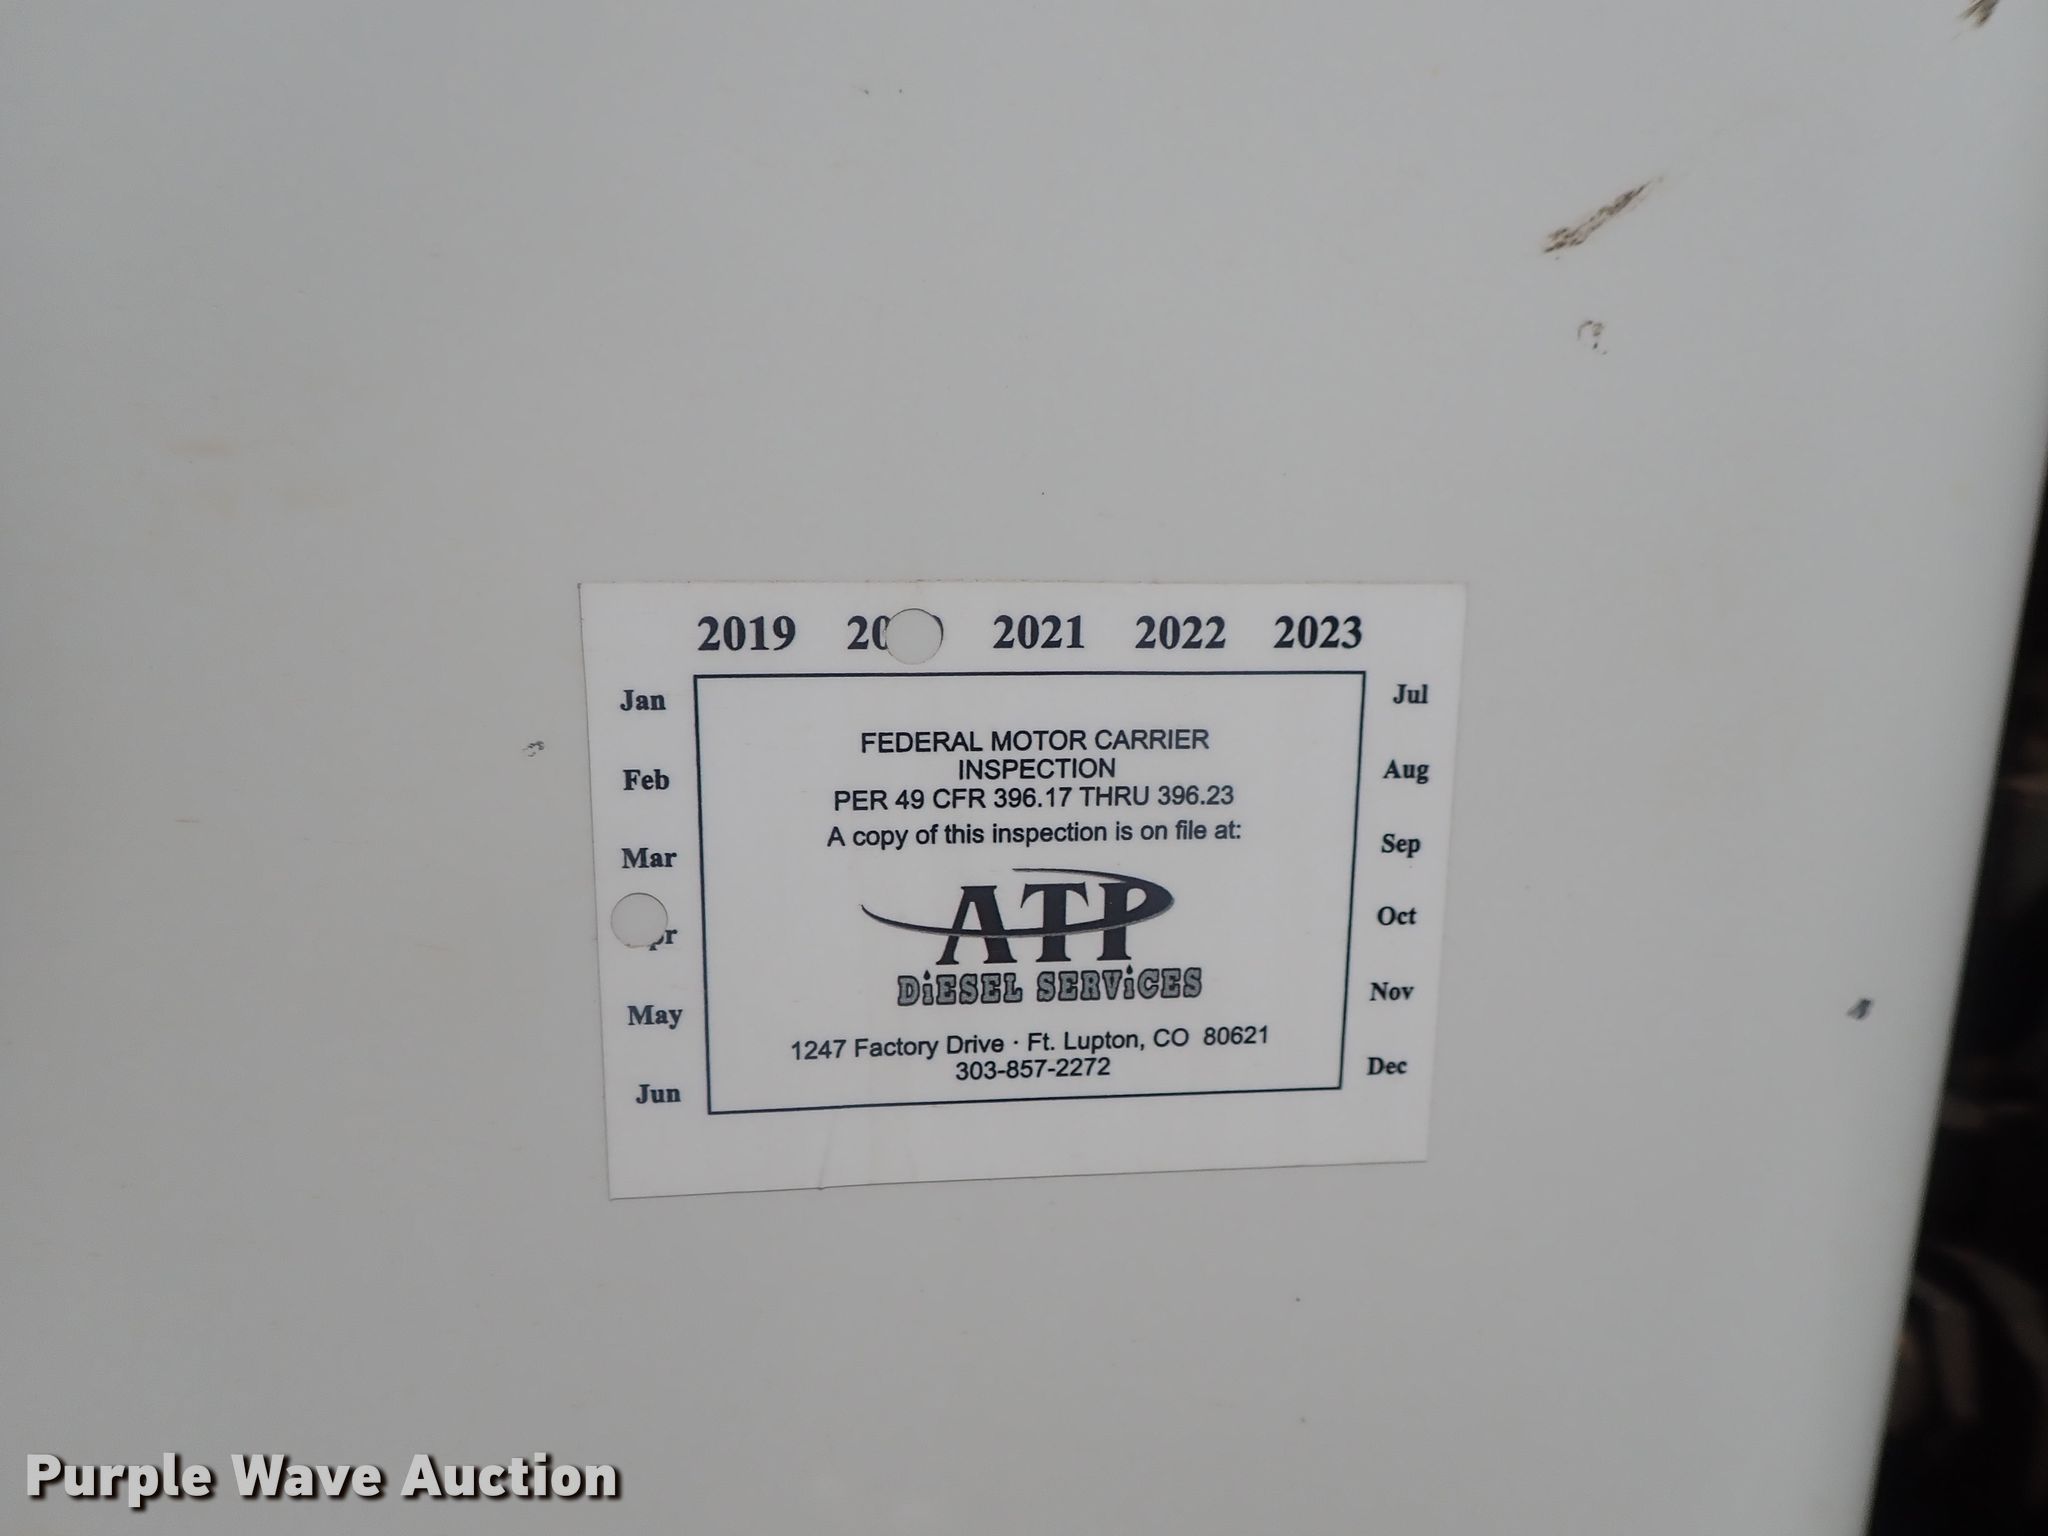 2019 2021 2022 2023
Jan
Feb
Mar
May
Jun
Jul
Aug
Sep
Oct
Nov
Dec
FEDERAL MOTOR CARRIER
INSPECTION
PER 49 CFR 396.17 THRU 396.23
A copy of this inspection is on file at:
ATP
DiESEL SERViCES
1247 Factory Drive · Ft. Lupton, CO 80621
303-857-2272
Purple Wave Auction